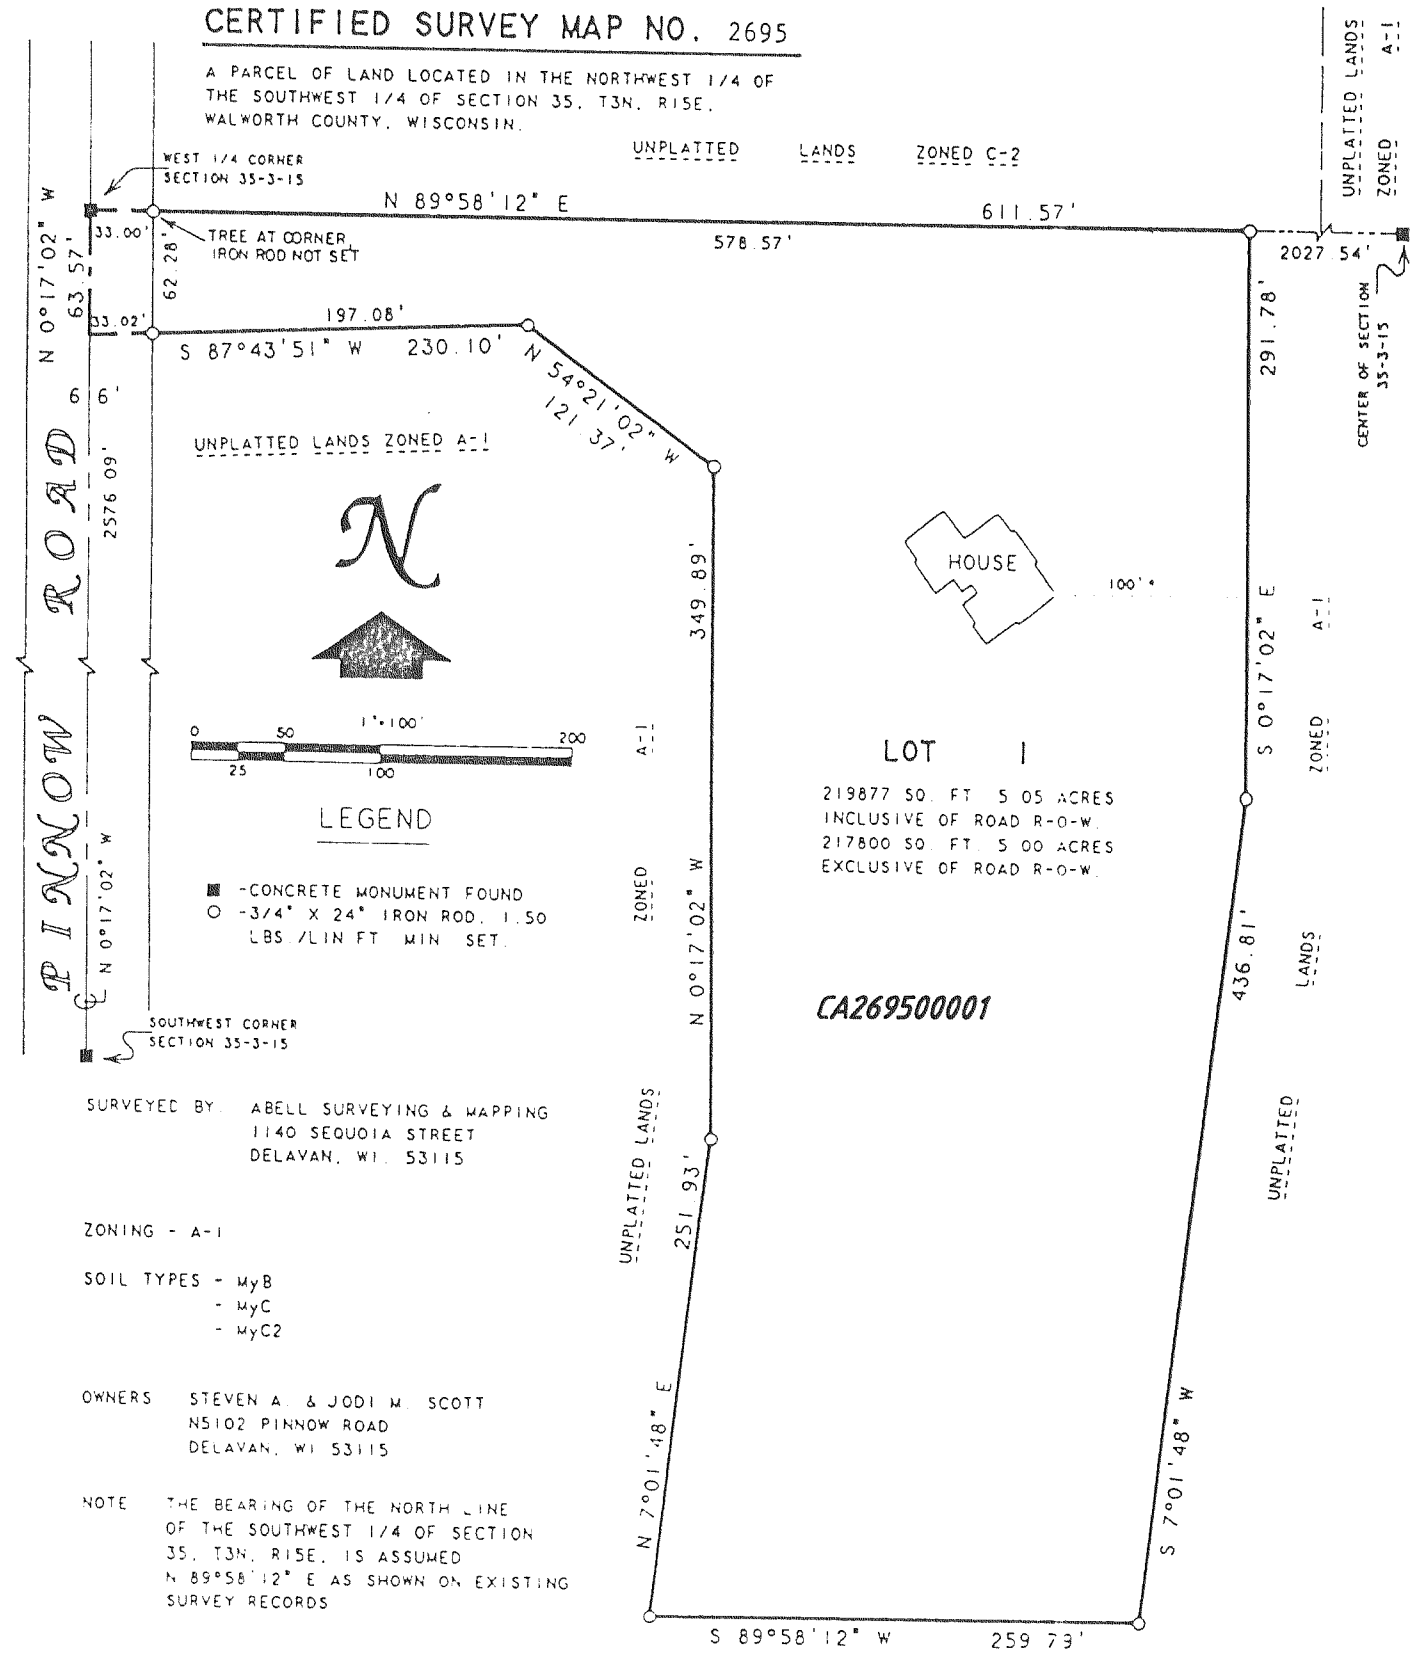 CERTIFIED SURVEY MAP NO. 2695
A PARCEL OF LAND LOCATED IN THE NORTHWEST 1/4 OF
THE SOUTHWEST 1/4 OF SECTION 35, T3N, R15E,
WALWORTH COUNTY, WISCONSIN.
UNPLATTED LANDS ZONED C-2
UNPLATTED LANDS
ZONED A-1
WEST 1/4 CORNER
SECTION 35-3-15
N 89°58'12" E
611.57'
578.57'
2027.54'
CENTER OF SECTION
35-3-15
33.00'
TREE AT CORNER,
IRON ROD NOT SET
N 0°17'02" W
63.57'
62.28'
33.02'
197.08'
S 87°43'51" W 230.10'
N 54°21'02" W
121.37'
291.78'
66'
2576.09'
UNPLATTED LANDS ZONED A-1
N
349.89'
HOUSE
100'±
S 0°17'02" E
PINNOW ROAD
N 0°17'02" W
1"=100'
0 50 200
25 100
LEGEND
-CONCRETE MONUMENT FOUND
-3/4" X 24" IRON ROD, 1.50
LBS./LIN FT MIN SET.
LOT 1
219877 SQ. FT 5.05 ACRES
INCLUSIVE OF ROAD R-O-W.
217800 SQ. FT. 5.00 ACRES
EXCLUSIVE OF ROAD R-O-W.
UNPLATTED LANDS ZONED A-1
N 0°17'02" W
436.81'
UNPLATTED LANDS ZONED A-1
CA269500001
SOUTHWEST CORNER
SECTION 35-3-15
SURVEYED BY: ABELL SURVEYING & MAPPING
1140 SEQUOIA STREET
DELAVAN, WI. 53115
251.93'
ZONING - A-1
SOIL TYPES - MyB
- MyC
- MyC2
OWNERS STEVEN A. & JODI M. SCOTT
N5102 PINNOW ROAD
DELAVAN, WI 53115
N 7°01'48" E
S 7°01'48" W
NOTE THE BEARING OF THE NORTH LINE
OF THE SOUTHWEST 1/4 OF SECTION
35, T3N, R15E, IS ASSUMED
N 89°58'12" E AS SHOWN ON EXISTING
SURVEY RECORDS
S 89°58'12" W 259.79'